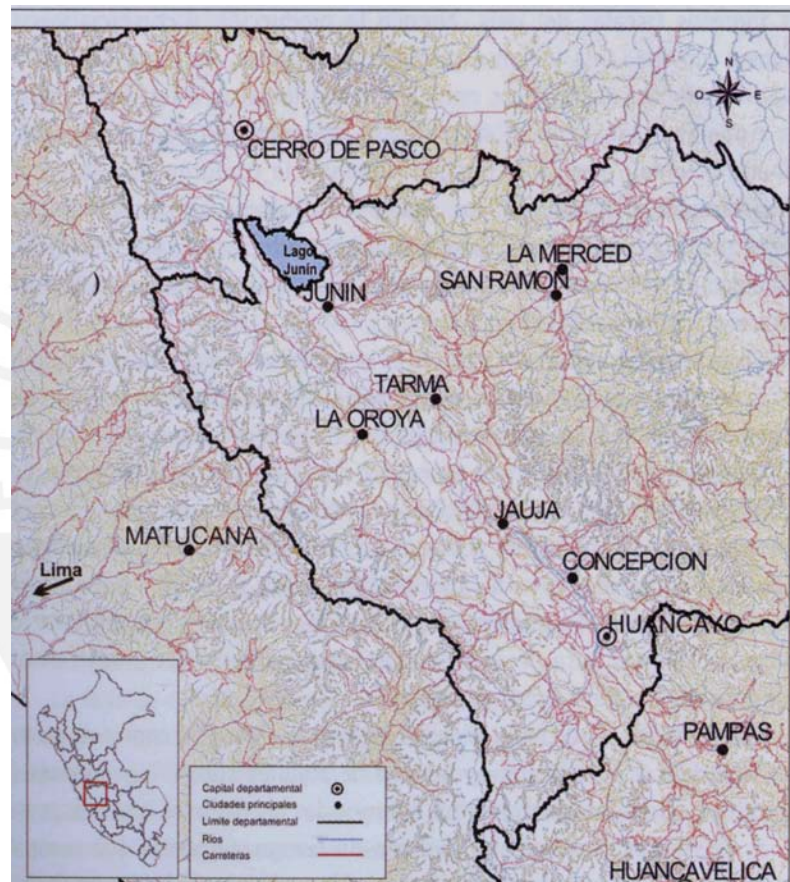 N
O E
S
CERRO DE PASCO
Lago
Junín
JUNIN
LA MERCED
SAN RAMON
TARMA
LA OROYA
JAUJA
MATUCANA
CONCEPCION
Lima
HUANCAYO
PAMPAS
Capital departamental
Ciudades principales
Límite departamental
Ríos
Carreteras
HUANCAVELICA